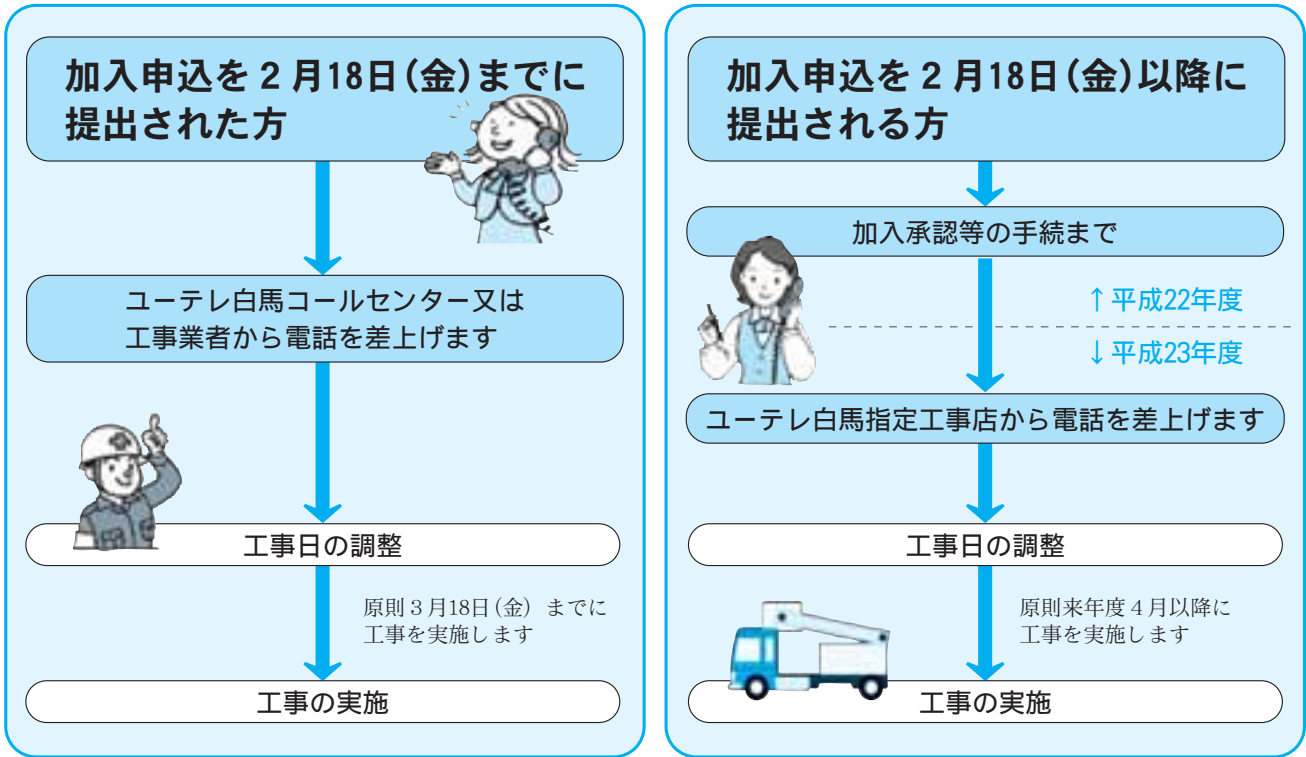 加入申込を２月18日(金)までに
提出された方
ユーテレ白馬コールセンター又は
工事業者から電話を差上げます
工事日の調整
原則３月18日(金) までに
工事を実施します
工事の実施
加入申込を２月18日(金)以降に
提出される方
加入承認等の手続まで
↑平成22年度
↓平成23年度
ユーテレ白馬指定工事店から電話を差上げます
工事日の調整
原則来年度４月以降に
工事を実施します
工事の実施